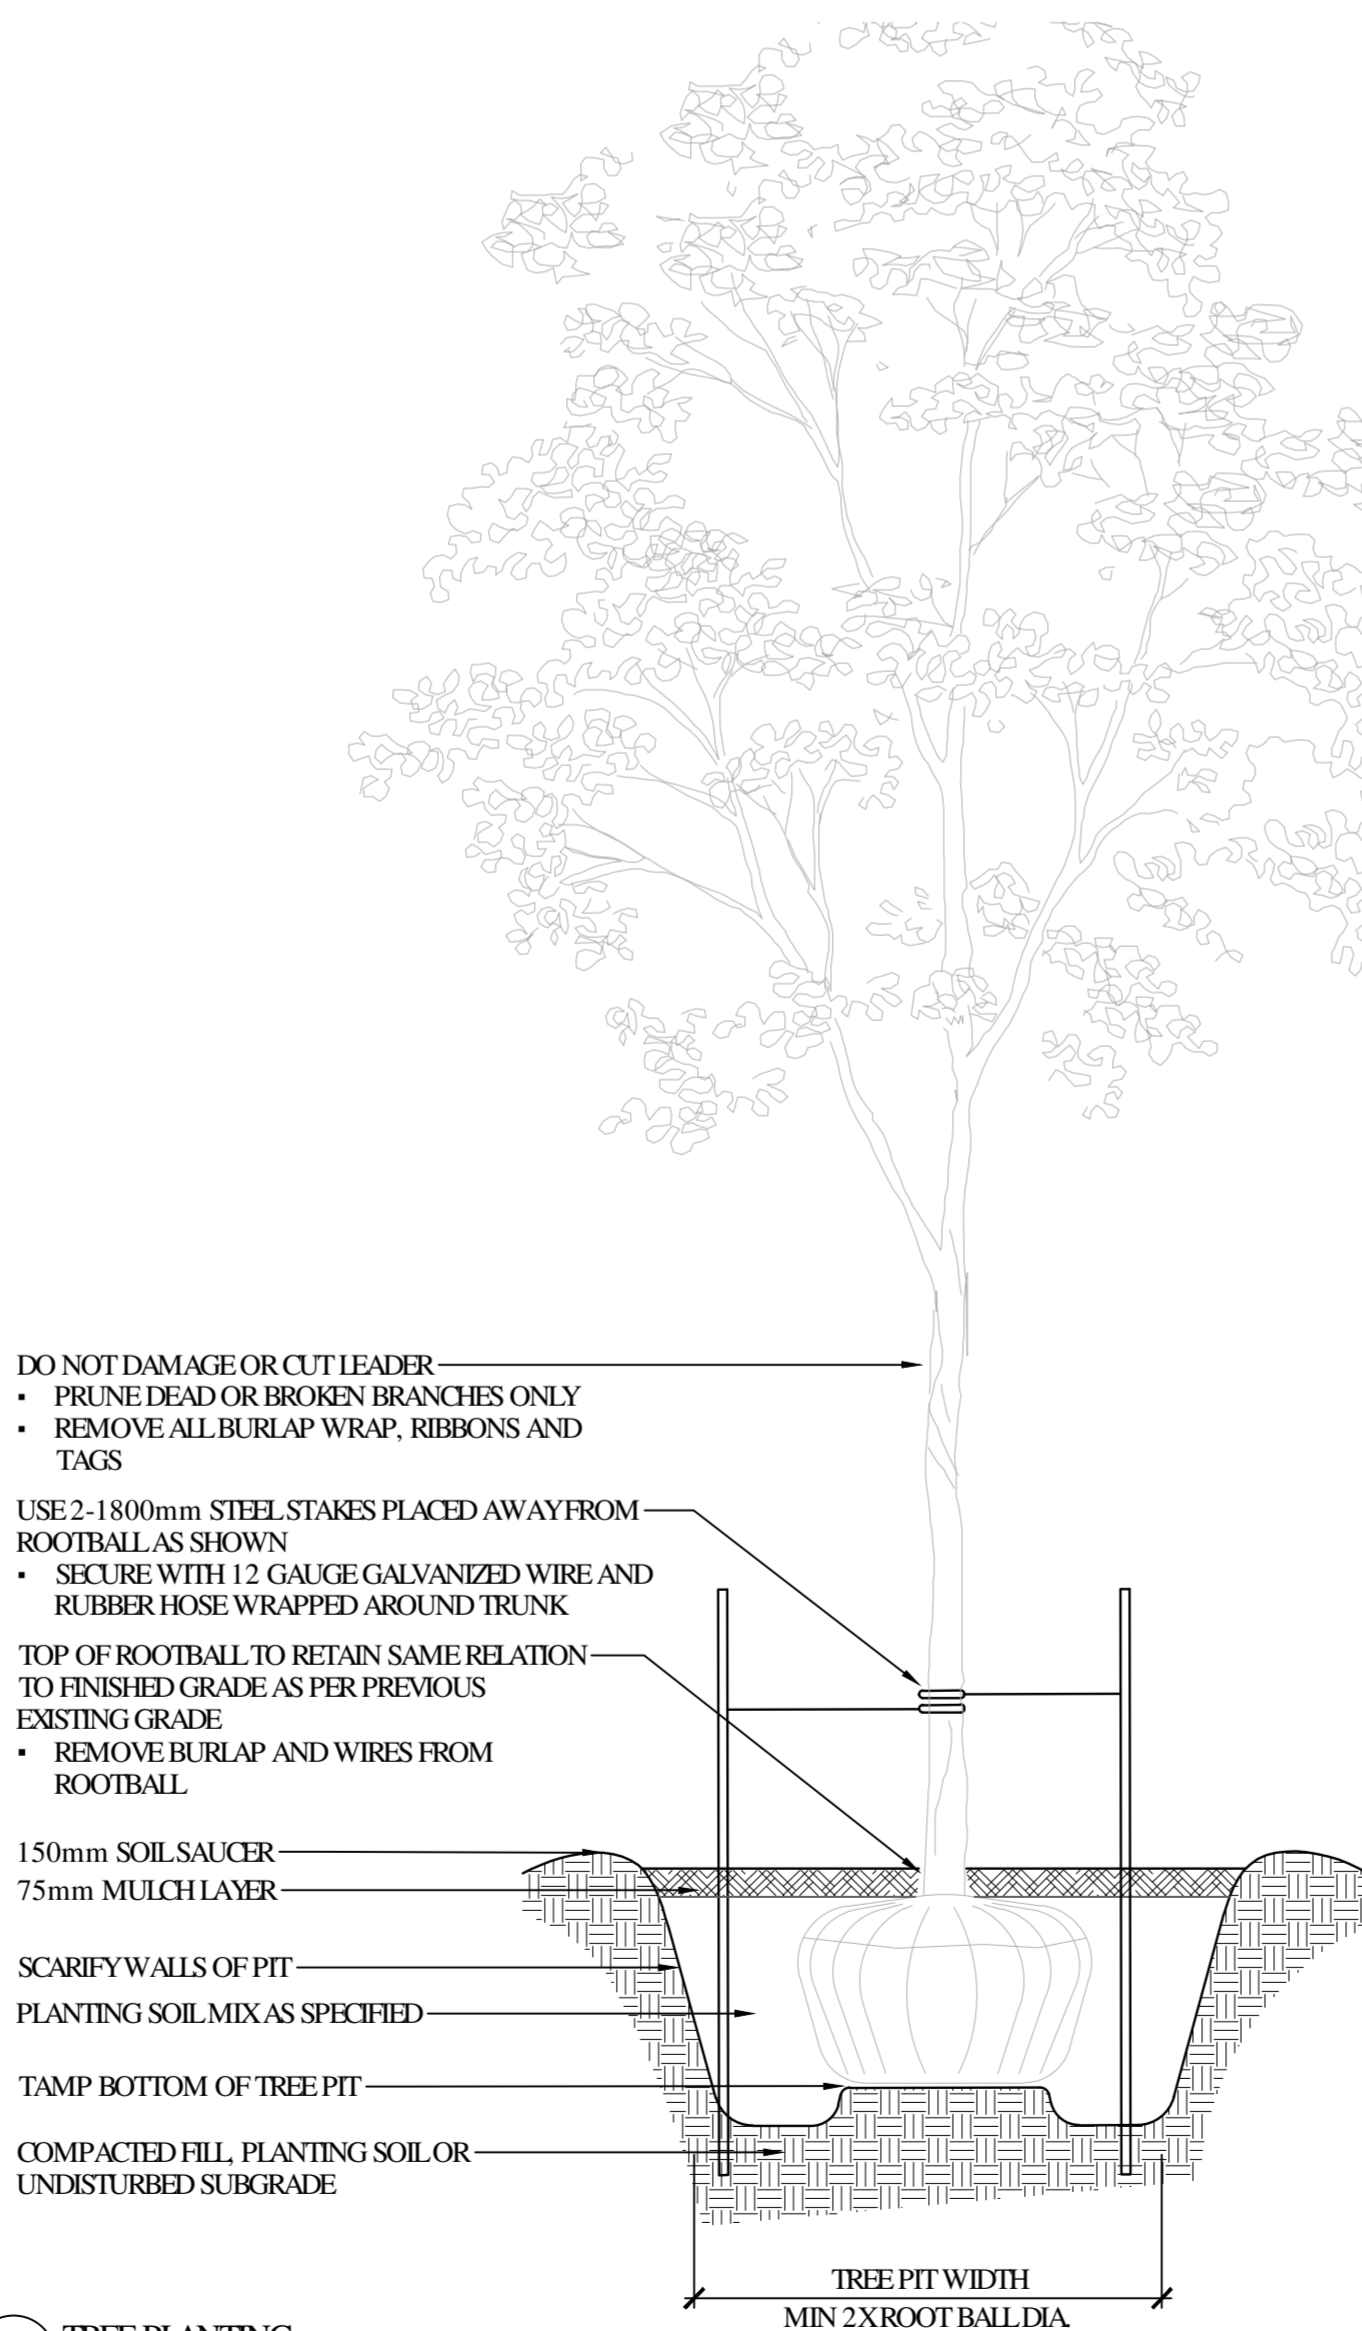 DO NOT DAMAGE OR CUT LEADER
▪ PRUNE DEAD OR BROKEN BRANCHES ONLY
▪ REMOVE ALL BURLAP WRAP, RIBBONS AND
TAGS
USE 2-1800mm STEEL STAKES PLACED AWAY FROM
ROOTBALL AS SHOWN
▪ SECURE WITH 12 GAUGE GALVANIZED WIRE AND
RUBBER HOSE WRAPPED AROUND TRUNK
TOP OF ROOTBALL TO RETAIN SAME RELATION
TO FINISHED GRADE AS PER PREVIOUS
EXISTING GRADE
▪ REMOVE BURLAP AND WIRES FROM
ROOTBALL
150mm SOIL SAUCER
75mm MULCH LAYER
SCARIFY WALLS OF PIT
PLANTING SOIL MIX AS SPECIFIED
TAMP BOTTOM OF TREE PIT
COMPACTED FILL, PLANTING SOIL OR
UNDISTURBED SUBGRADE
TREE PIT WIDTH
MIN 2X ROOT BALL DIA.
TREE PLANTING